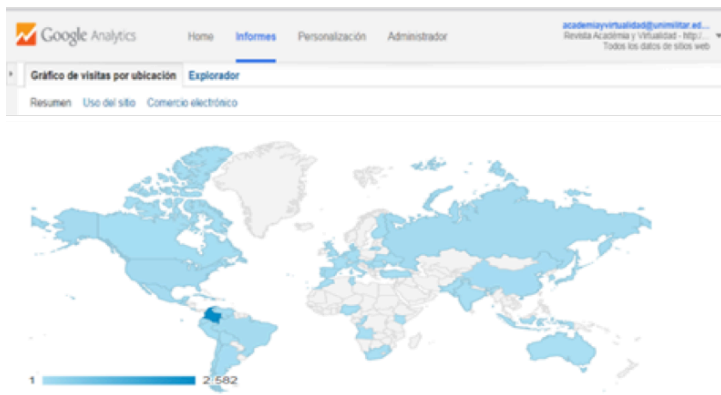 Google Analytics
Home Informes Personalización Administrador
academiayvirtualidad@unimilitar.ed...
Revista Academia y Virtualidad - http:/...
Todos los datos de sitios web
Gráfico de visitas por ubicación Explorador
Resumen Uso del sitio Comercio electrónico
1 2.582